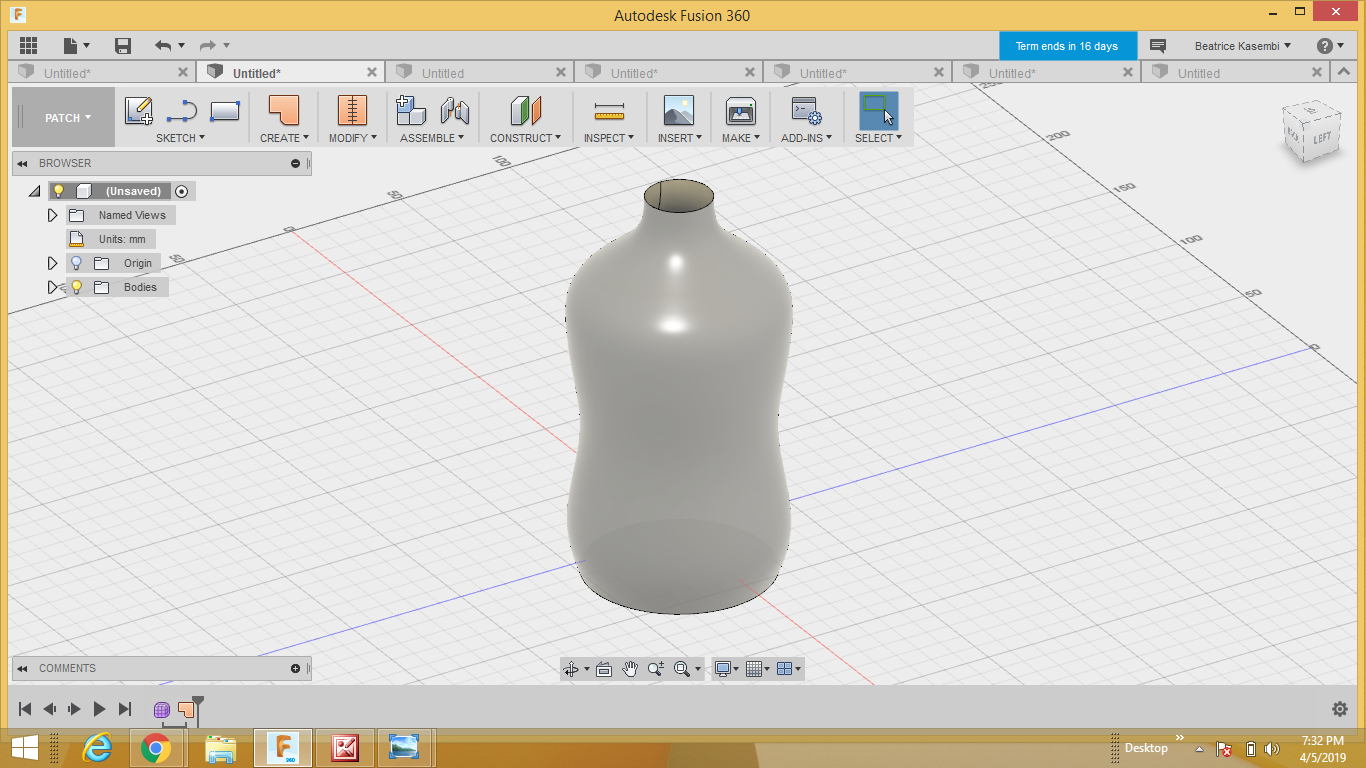 Autodesk Fusion 360
Term ends in 16 days
Beatrice Kasembi
Untitled* Untitled* Untitled Untitled* Untitled* Untitled* Untitled
PATCH
SKETCH CREATE MODIFY ASSEMBLE CONSTRUCT INSPECT INSERT MAKE ADD-INS SELECT
BROWSER
(Unsaved)
Named Views
Units: mm
Origin
Bodies
50
0
50
100
250
200
150
100
50
0
LEFT
BACK
COMMENTS
360
Desktop
7:32 PM
4/5/2019